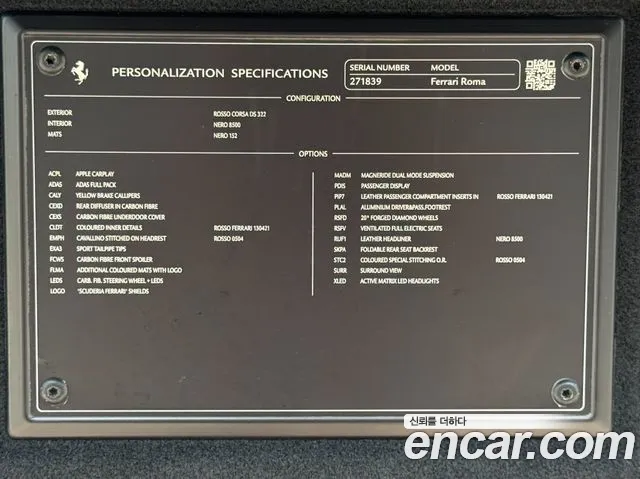 PERSONALIZATION SPECIFICATIONS
SERIAL NUMBER MODEL
271839 Ferrari Roma
CONFIGURATION
EXTERIOR ROSSO CORSA DS 322
INTERIOR NERO 8500
MATS NERO 152
OPTIONS
ACPL APPLE CARPLAY
ADAS ADAS FULL PACK
CALY YELLOW BRAKE CALLIPERS
CEXD REAR DIFFUSER IN CARBON FIBRE
CEXS CARBON FIBRE UNDERDOOR COVER
CLDT COLOURED INNER DETAILS ROSSO FERRARI 130421
EMPH CAVALLINO STITCHED ON HEADREST ROSSO 0504
EXA3 SPORT TAILPIPE TIPS
FCWS CARBON FIBRE FRONT SPOILER
FLMA ADDITIONAL COLOURED MATS WITH LOGO
LEDS CARB. FIB. STEERING WHEEL + LEDS
LOGO "SCUDERIA FERRARI" SHIELDS
MADM MAGNERIDE DUAL MODE SUSPENSION
PDIS PASSENGER DISPLAY
PIP7 LEATHER PASSENGER COMPARTMENT INSERTS IN ROSSO FERRARI 130421
PLAL ALUMINIUM DRIVER&PASS.FOOTREST
RSFD 20" FORGED DIAMOND WHEELS
RSFV VENTILATED FULL ELECTRIC SEATS
RUF1 LEATHER HEADLINER NERO 8500
SKPA FOLDABLE REAR SEAT BACKREST
STC2 COLOURED SPECIAL STITCHING O.R. ROSSO 0504
SURR SURROUND VIEW
XLED ACTIVE MATRIX LED HEADLIGHTS
신뢰를 더하다
encar.com